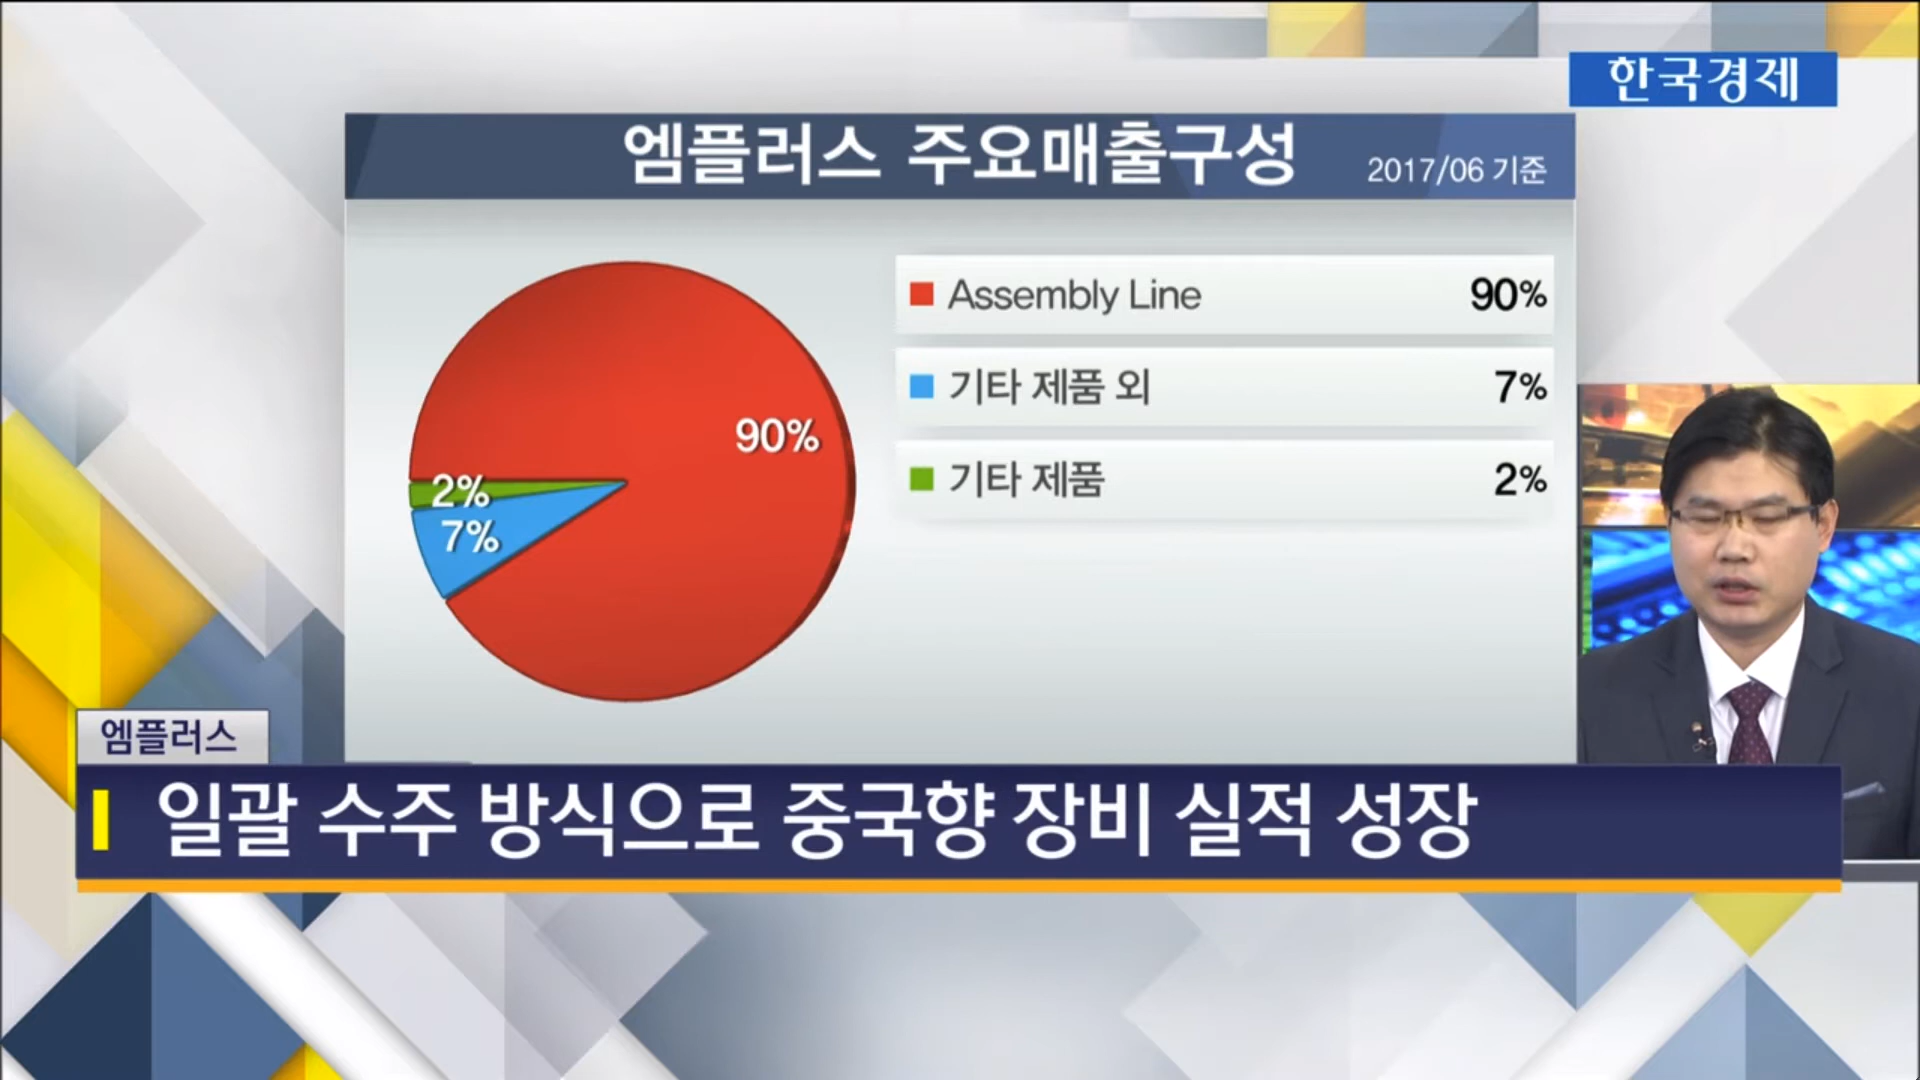 한국경제
엠플러스 주요매출구성 2017/06 기준
Assembly Line 90%
기타 제품 외 7%
기타 제품 2%
90%
2%
7%
엠플러스
일괄 수주 방식으로 중국향 장비 실적 성장